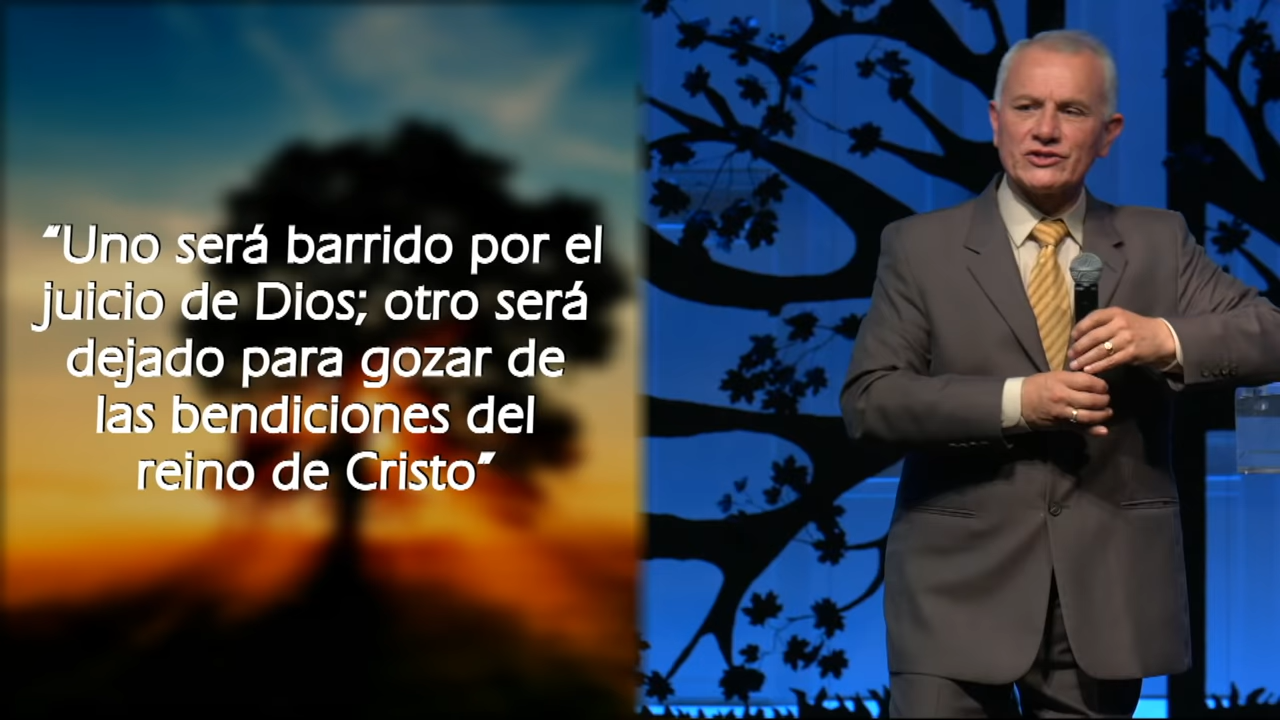 “Uno será barrido por el
juicio de Dios; otro será
dejado para gozar de
las bendiciones del
reino de Cristo”